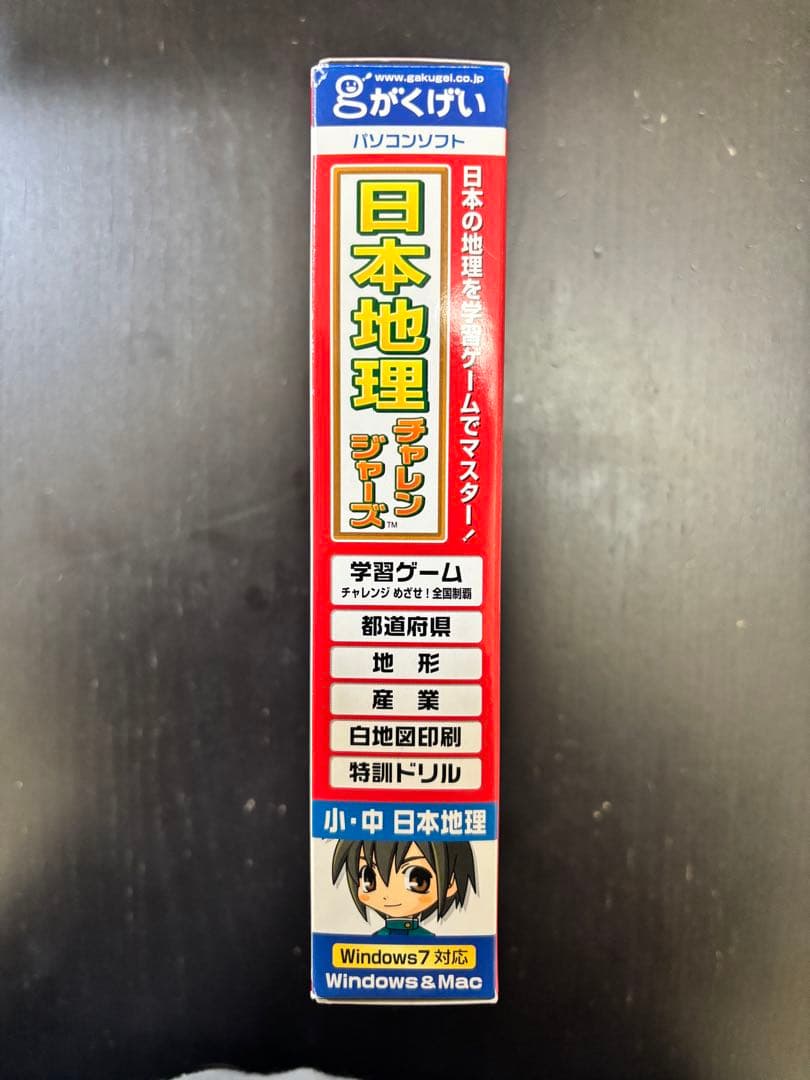 www.gakugei.co.jp
がくげい
パソコンソフト
日本の地理を学習ゲームでマスター!
日本地理
チャレン
ジャーズ™
学習ゲーム
チャレンジ めざせ!全国制覇
都道府県
地 形
産 業
白地図印刷
特訓ドリル
小・中 日本地理
Windows7 対応
Windows&Mac